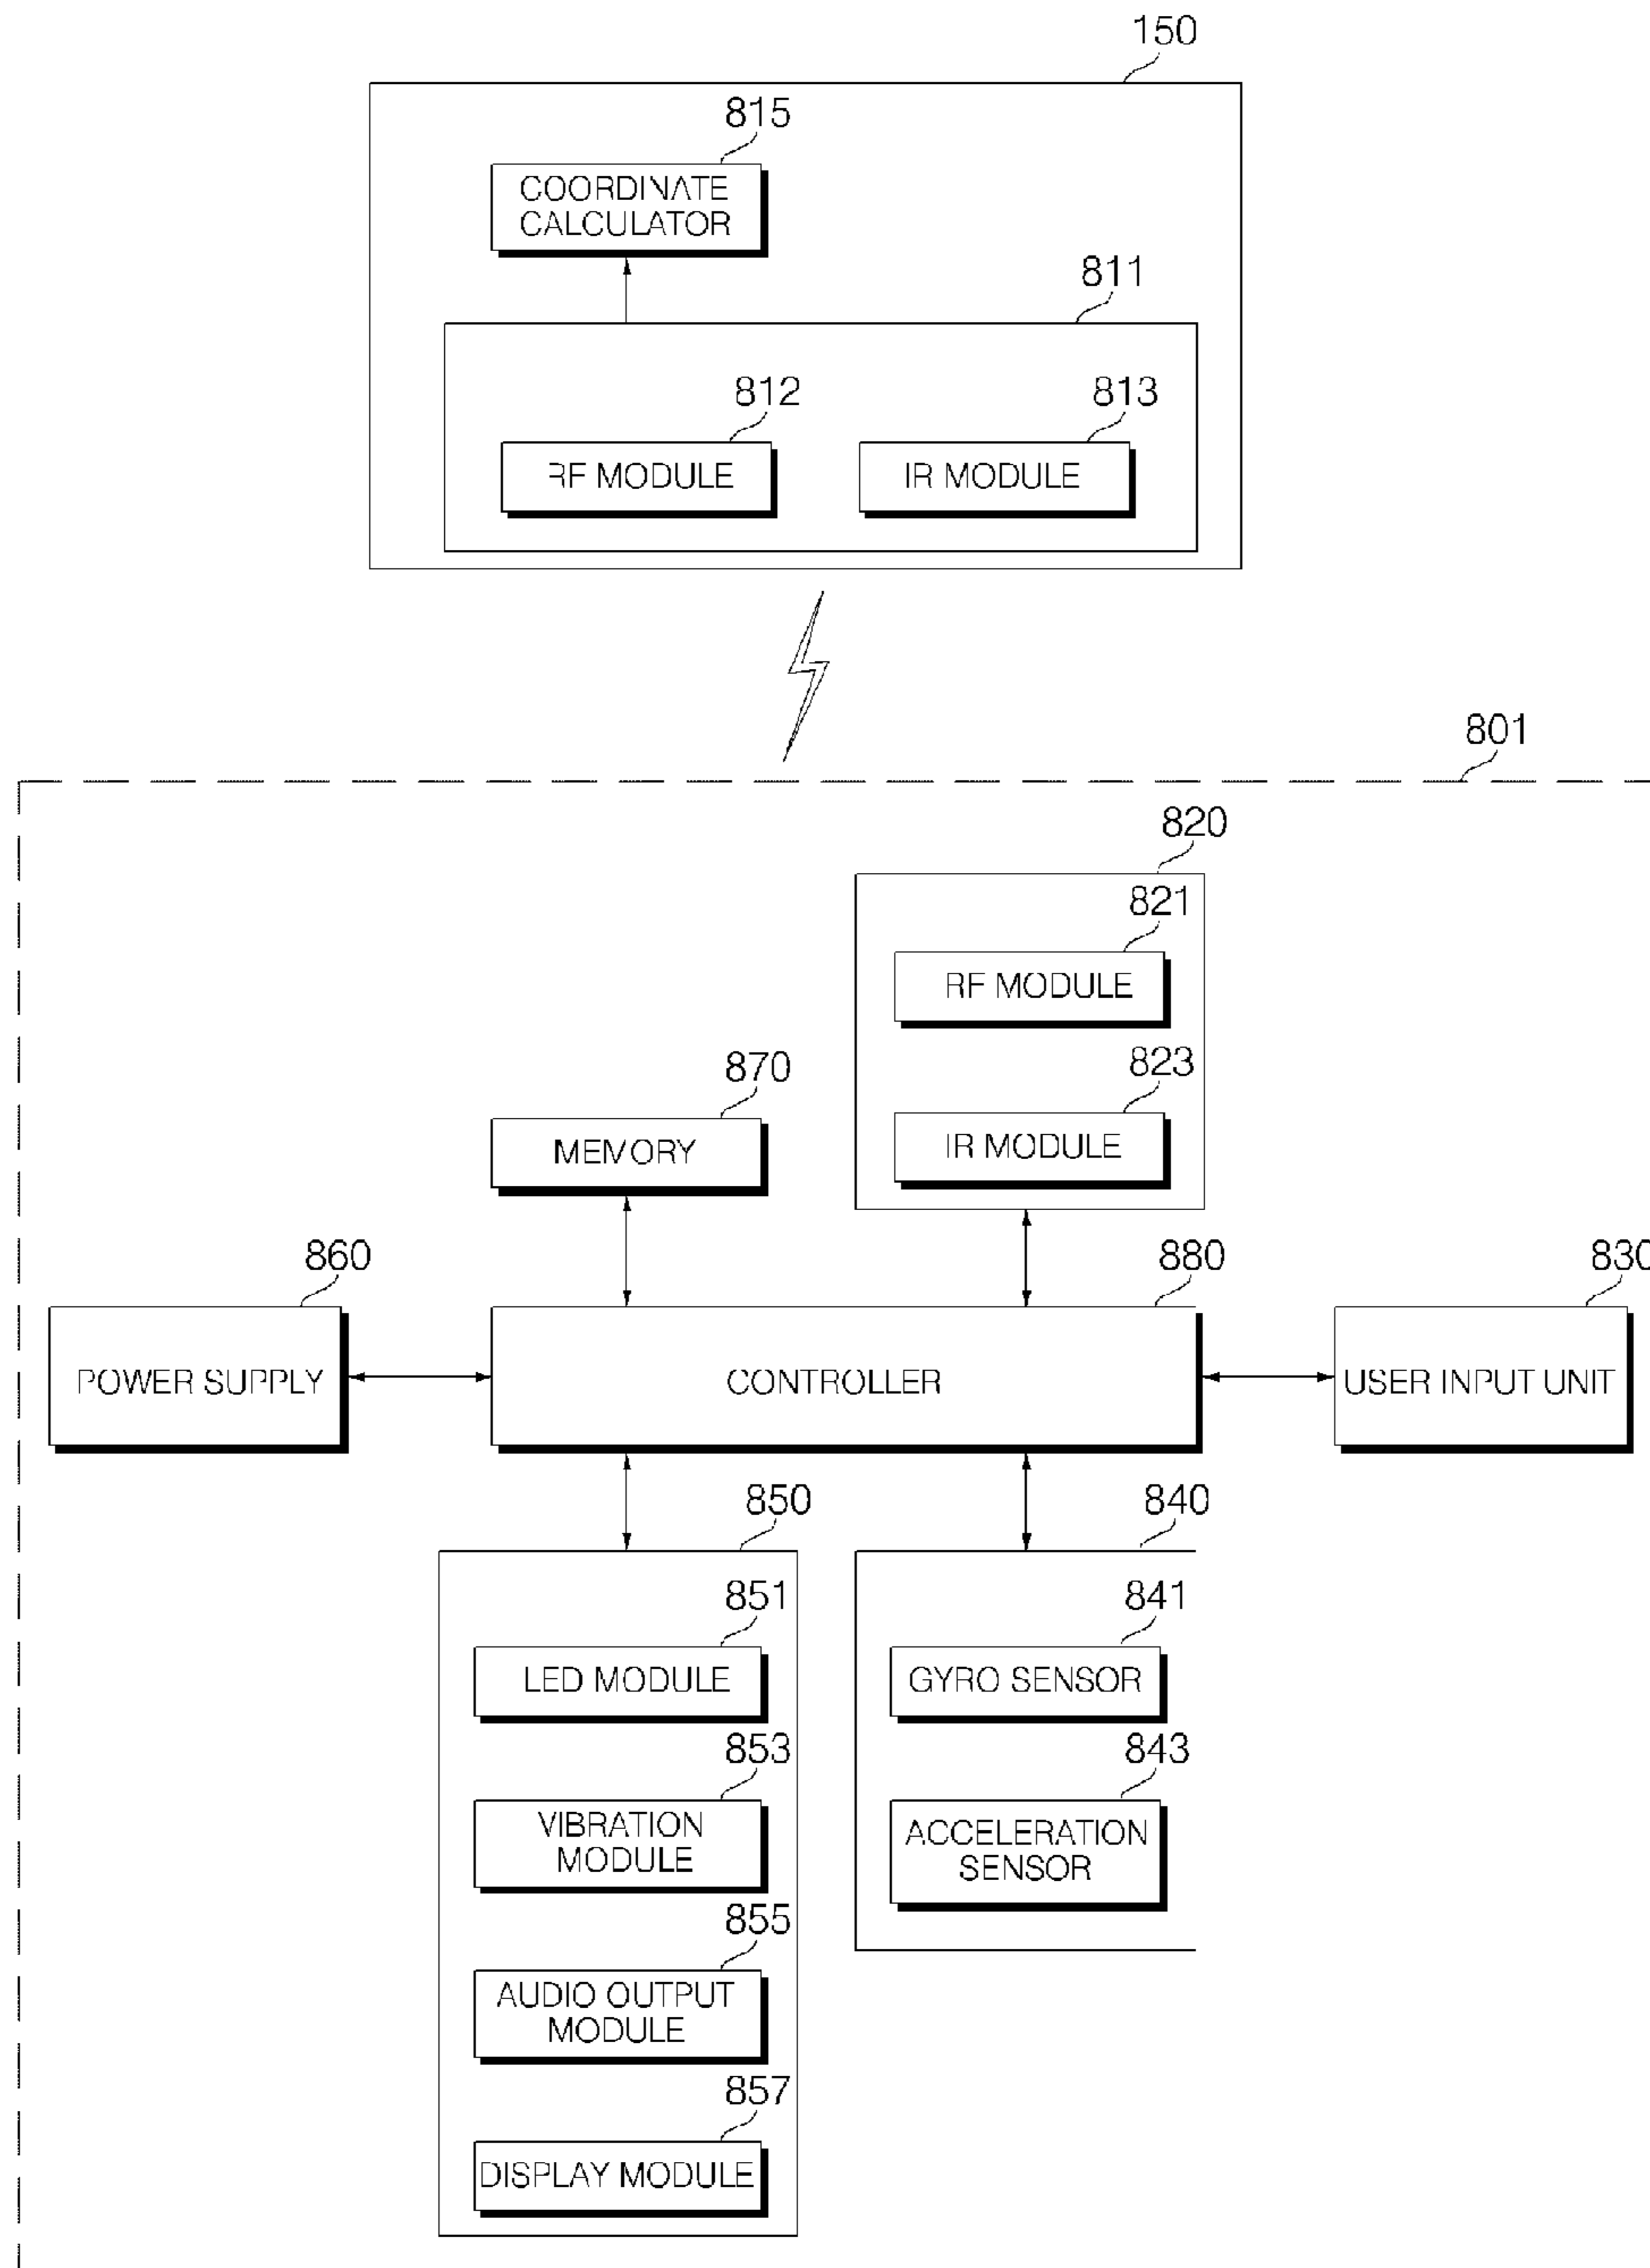 150
815
COORDINATE
CALCULATOR
811
812
813
RF MODULE
IR MODULE
801
820
821
RF MODULE
823
IR MODULE
870
MEMORY
860
880
830
POWER SUPPLY
CONTROLLER
USER INPUT UNIT
850
840
851
LED MODULE
853
VIBRATION
MODULE
855
AUDIO OUTPUT
MODULE
857
DISPLAY MODULE
841
GYRO SENSOR
843
ACCELERATION
SENSOR